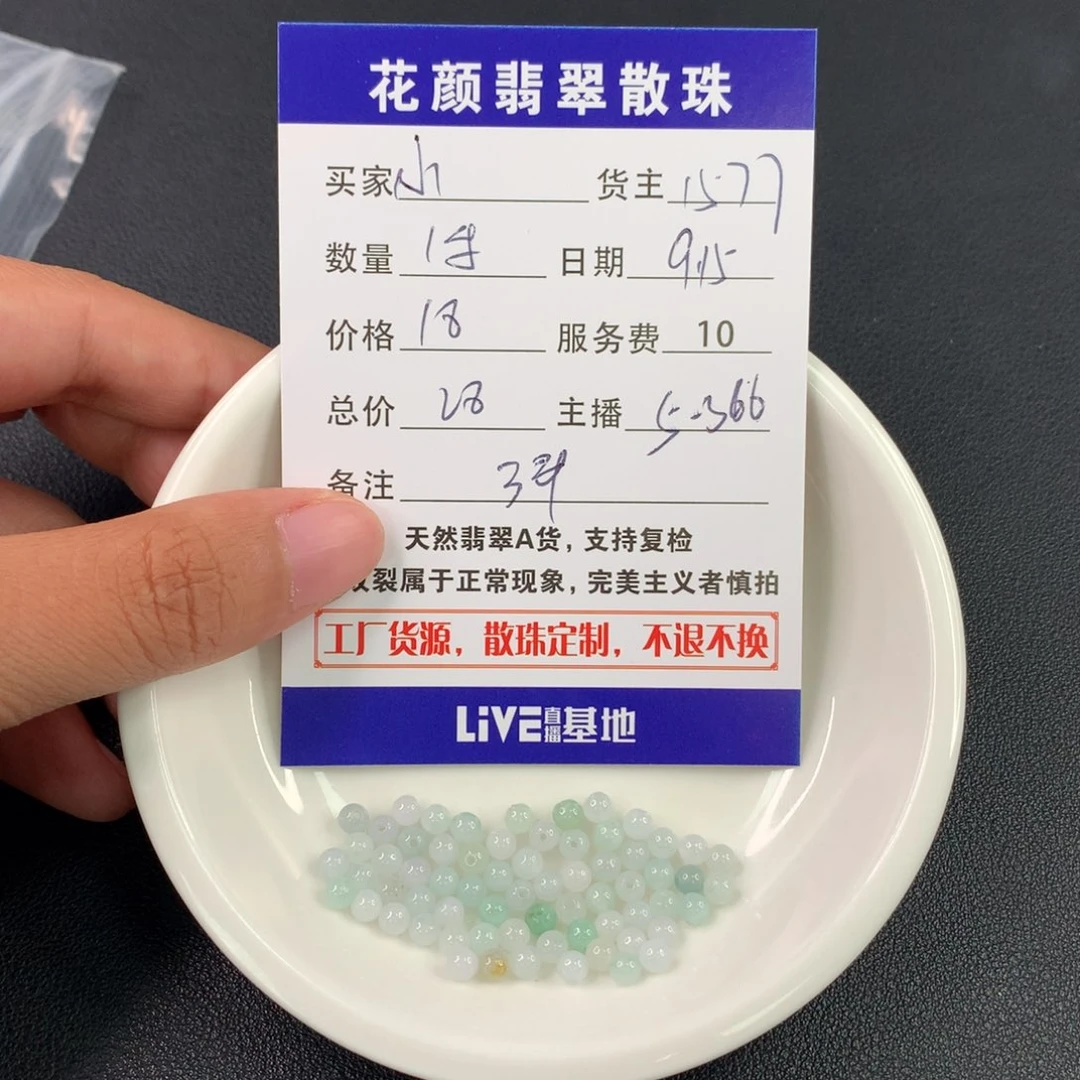 花颜翡翠散珠
买家 小 货主 1577
数量 1 日期 9.15
价格 18 服务费 10
总价 28 主播 5-366
备注 3
天然翡翠A货，支持复检
裂属于正常现象，完美主义者慎拍
工厂货源，散珠定制，不退不换
LiVE直播基地